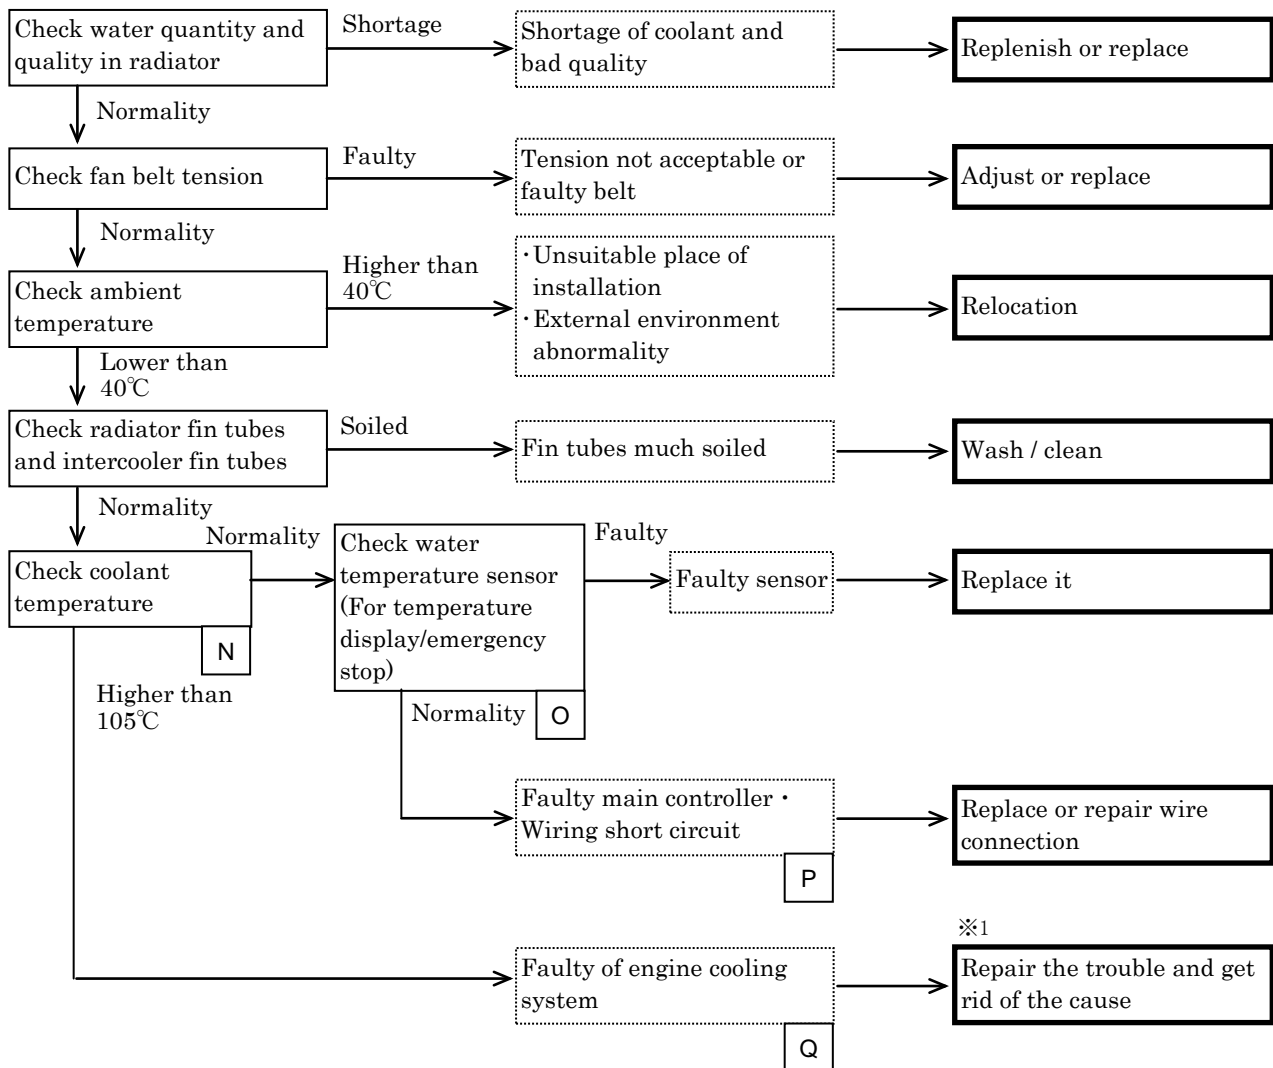 Check water quantity and
quality in radiator
Shortage
Shortage of coolant and
bad quality
Replenish or replace
Normality
Check fan belt tension
Faulty
Tension not acceptable or
faulty belt
Adjust or replace
Normality
Check ambient
temperature
Higher than
40℃
・Unsuitable place of
installation
・External environment
abnormality
Relocation
Lower than
40℃
Check radiator fin tubes
and intercooler fin tubes
Soiled
Fin tubes much soiled
Wash / clean
Normality
Check coolant
temperature
N
Normality
Check water
temperature sensor
(For temperature
display/emergency
stop)
O
Faulty
Faulty sensor
Replace it
Normality
Faulty main controller・
Wiring short circuit
P
Replace or repair wire
connection
Higher than
105℃
Faulty of engine cooling
system
Q
※1
Repair the trouble and get
rid of the cause